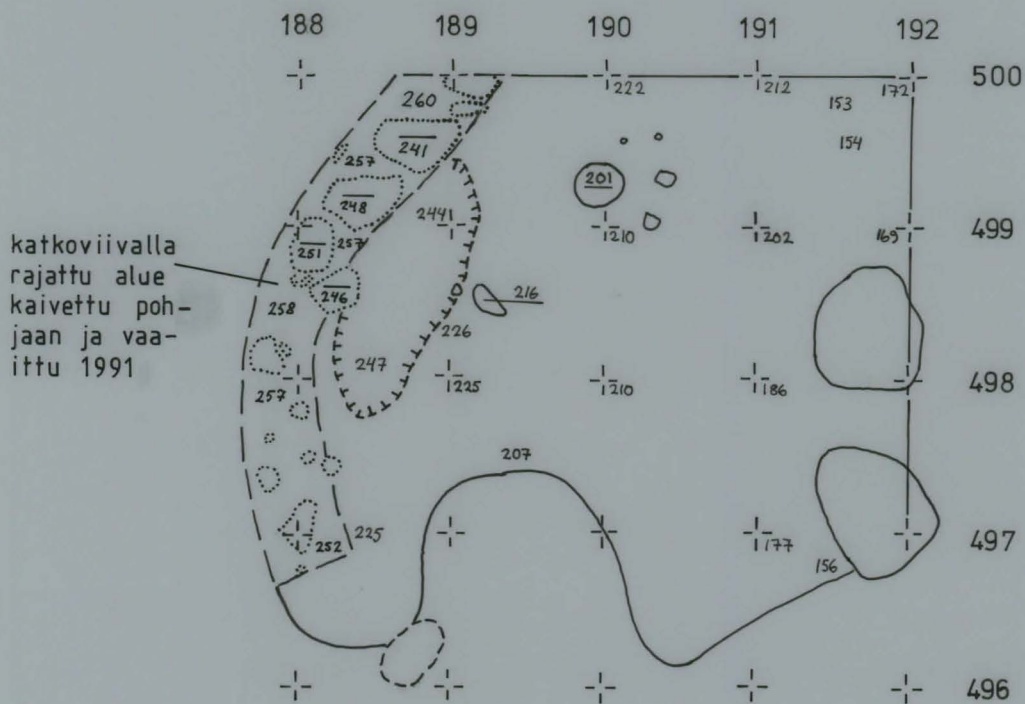 188 189 190 191 192
500
222 212 172
260 153
241 154
257
201
248
2441
499
251 257 210 202 169
katkoviivalla
rajattu alue
kaivettu poh-
jaan ja vaa-
ittu 1991
246 216
258
226
247
498
225 210 186
257
207
497
252 225 177
156
496